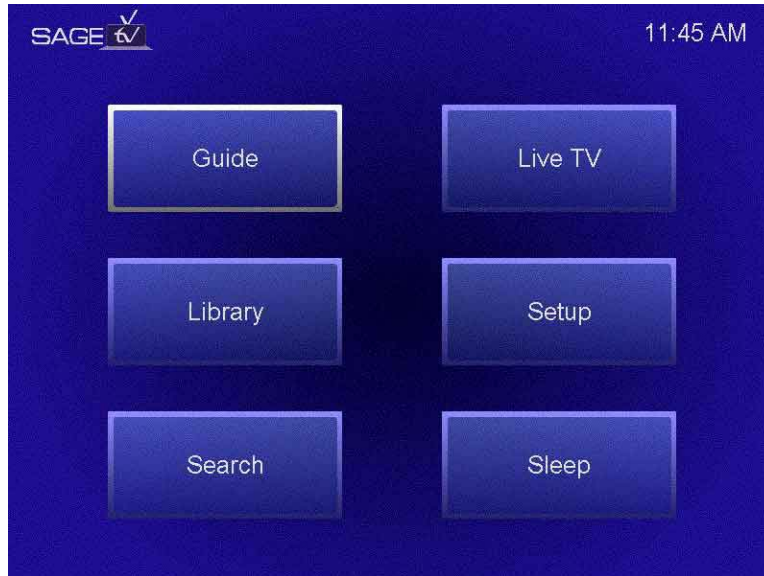 SAGE tv
11:45 AM
Guide
Live TV
Library
Setup
Search
Sleep